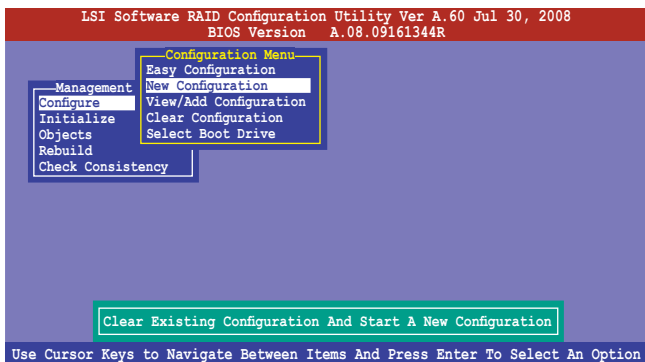 LSI Software RAID Configuration Utility Ver A.60 Jul 30, 2008
BIOS Version A.08.09161344R
Configuration Menu
Easy Configuration
New Configuration
View/Add Configuration
Clear Configuration
Select Boot Drive
Management
Configure
Initialize
Objects
Rebuild
Check Consistency
Clear Existing Configuration And Start A New Configuration
Use Cursor Keys to Navigate Between Items And Press Enter To Select An Option